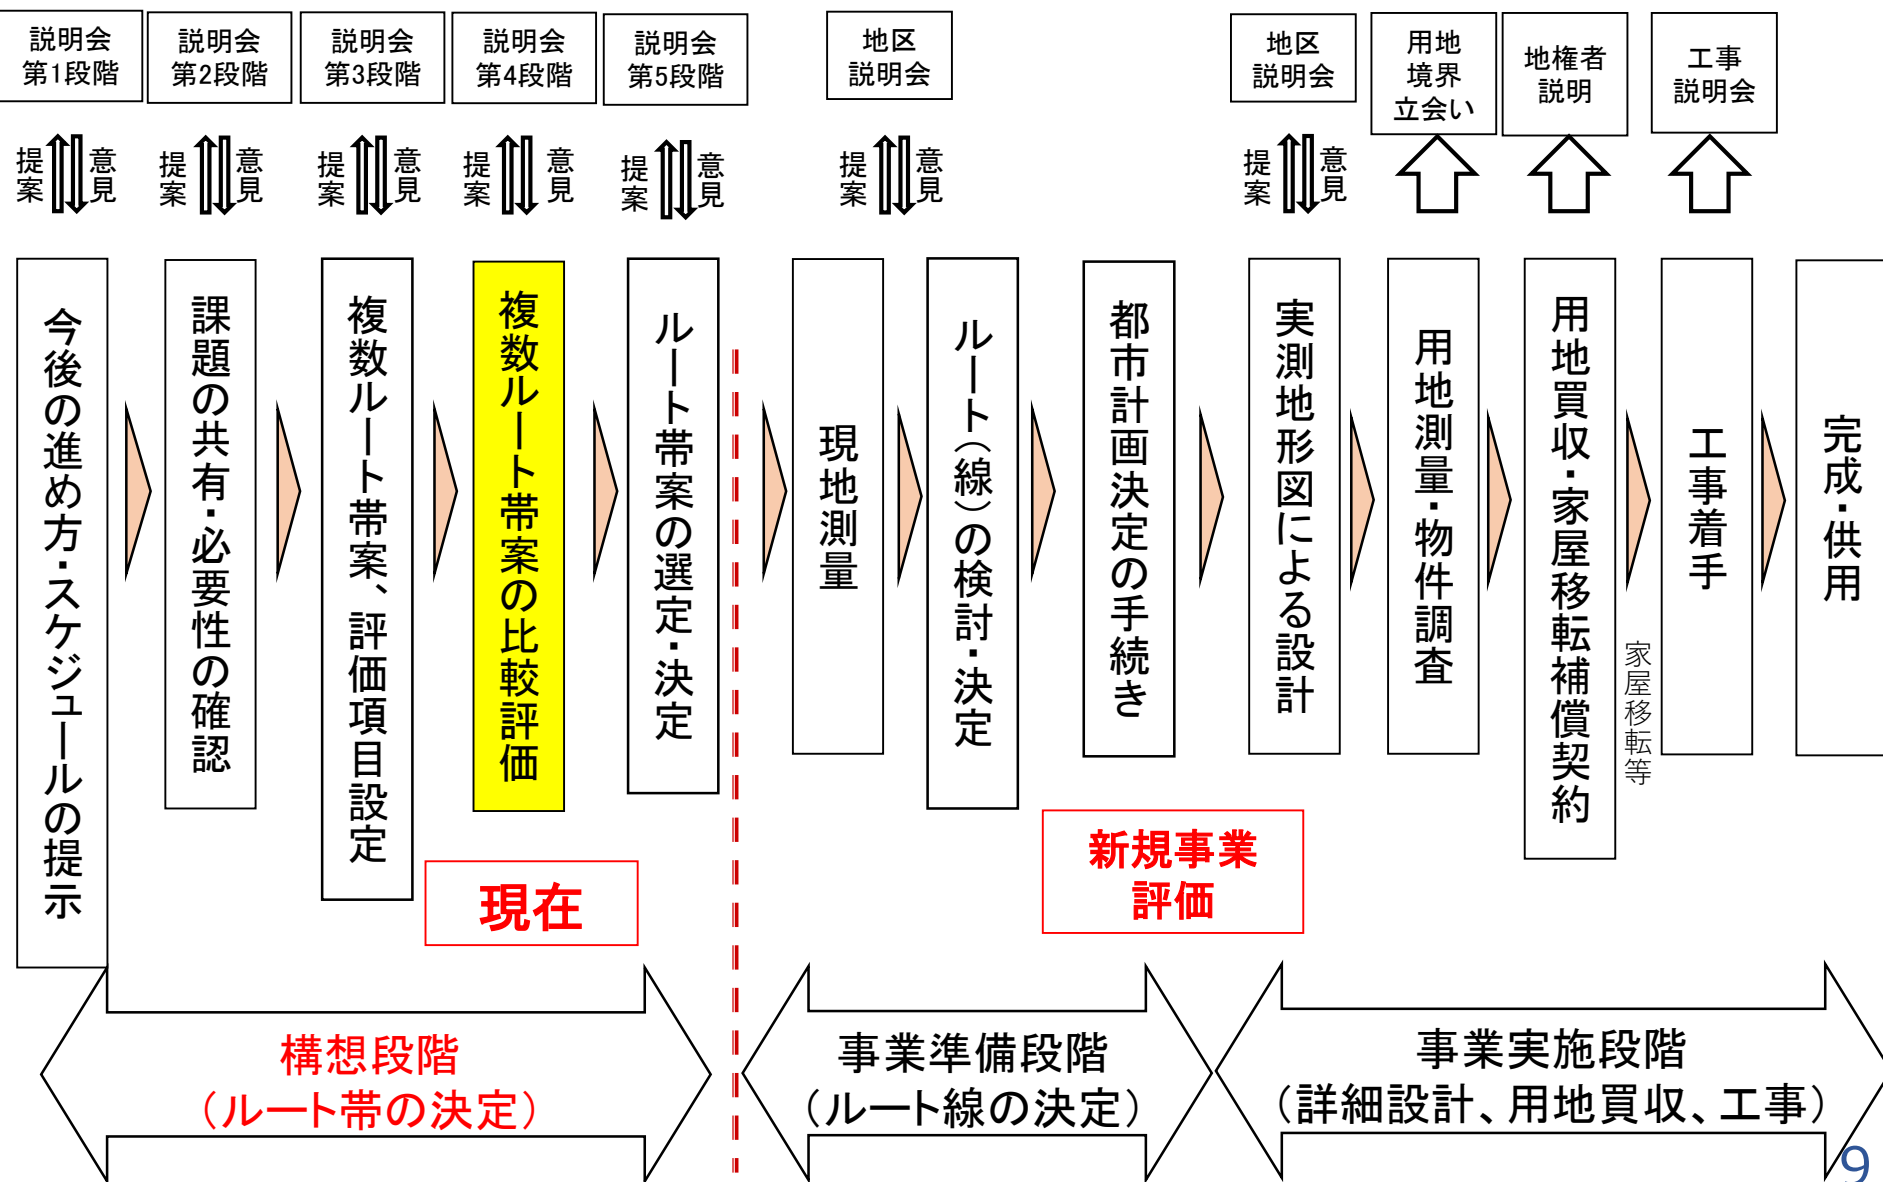 説明会
第1段階
説明会
第2段階
説明会
第3段階
説明会
第4段階
説明会
第5段階
地区
説明会
地区
説明会
用地
境界
立会い
地権者
説明
工事
説明会
提案
意見
提案
意見
提案
意見
提案
意見
提案
意見
提案
意見
提案
意見
今後の進め方・スケジュールの提示
課題の共有・必要性の確認
複数ルート帯案、評価項目設定
複数ルート帯案の比較評価
ルート帯案の選定・決定
現地測量
ルート(線)の検討・決定
都市計画決定の手続き
実測地形図による設計
用地測量・物件調査
用地買収・家屋移転補償契約
家屋移転等
工事着手
完成・供用
現在
新規事業
評価
構想段階
(ルート帯の決定)
事業準備段階
(ルート線の決定)
事業実施段階
(詳細設計、用地買収、工事)
9